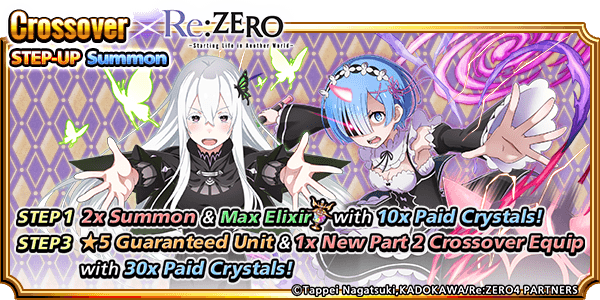 Crossover × Re:ZERO
-Starting Life in Another World-
STEP-UP Summon
STEP1 2x Summon & Max Elixir with 10x Paid Crystals!
STEP3 ★5 Guaranteed Unit & 1x New Part 2 Crossover Equip
with 30x Paid Crystals!
©Tappei Nagatsuki,KADOKAWA/Re:ZERO4 PARTNERS